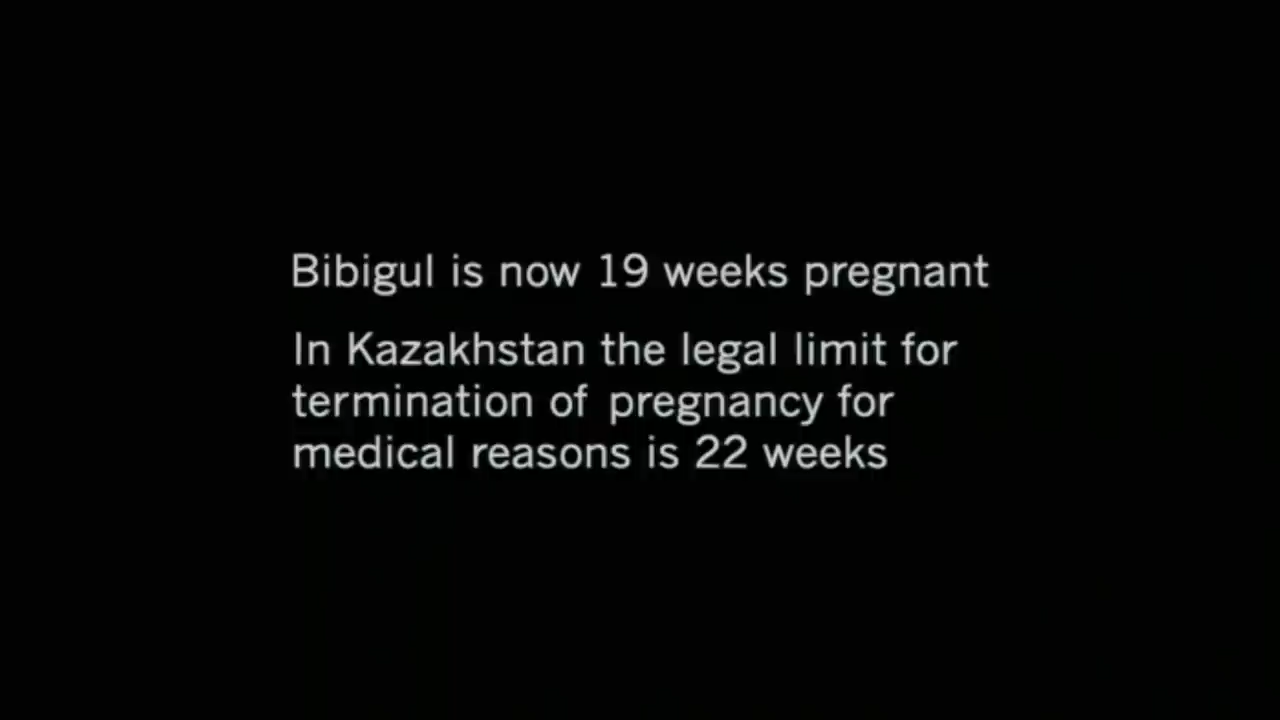 Bibigul is now 19 weeks pregnant
In Kazakhstan the legal limit for
termination of pregnancy for
medical reasons is 22 weeks